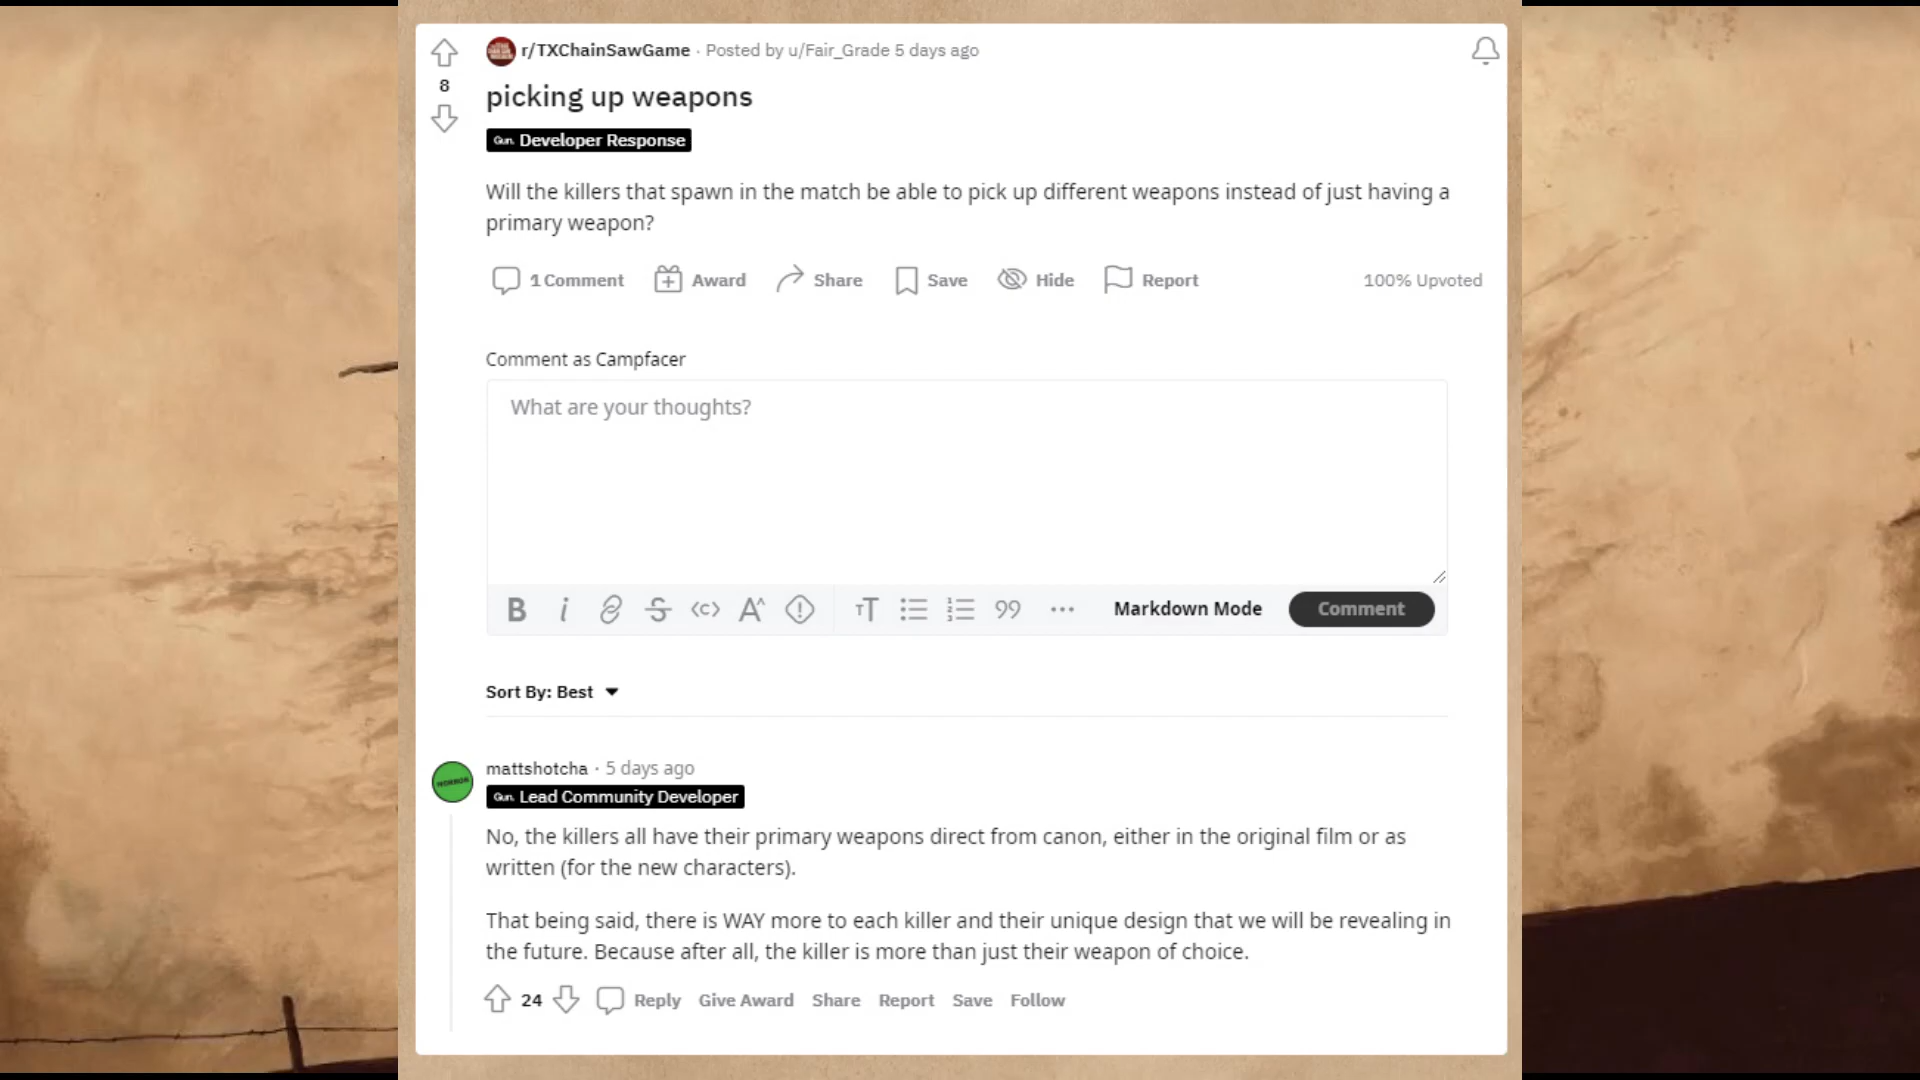 r/TXChainSawGame · Posted by u/Fair_Grade 5 days ago
8
picking up weapons
Gun. Developer Response
Will the killers that spawn in the match be able to pick up different weapons instead of just having a
primary weapon?
1 Comment Award Share Save Hide Report 100% Upvoted
Comment as Campfacer
What are your thoughts?
B i S <c> A^ TT 99 ... Markdown Mode Comment
Sort By: Best
mattshotcha · 5 days ago
Gun. Lead Community Developer
No, the killers all have their primary weapons direct from canon, either in the original film or as
written (for the new characters).
That being said, there is WAY more to each killer and their unique design that we will be revealing in
the future. Because after all, the killer is more than just their weapon of choice.
24 Reply Give Award Share Report Save Follow